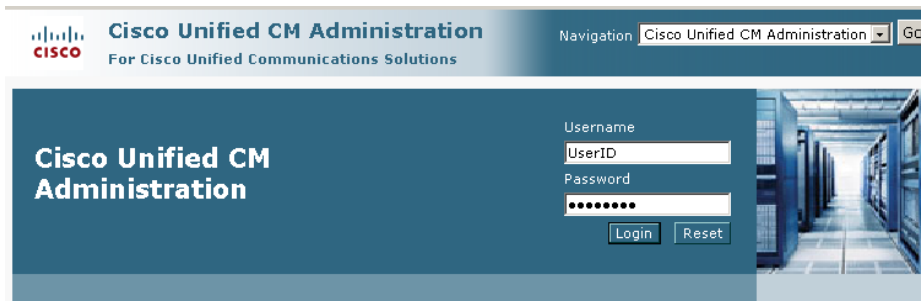 CISCO
Cisco Unified CM Administration
For Cisco Unified Communications Solutions
Navigation Cisco Unified CM Administration
Cisco Unified CM
Administration
Username
UserID
Password
••••••••
Login Reset